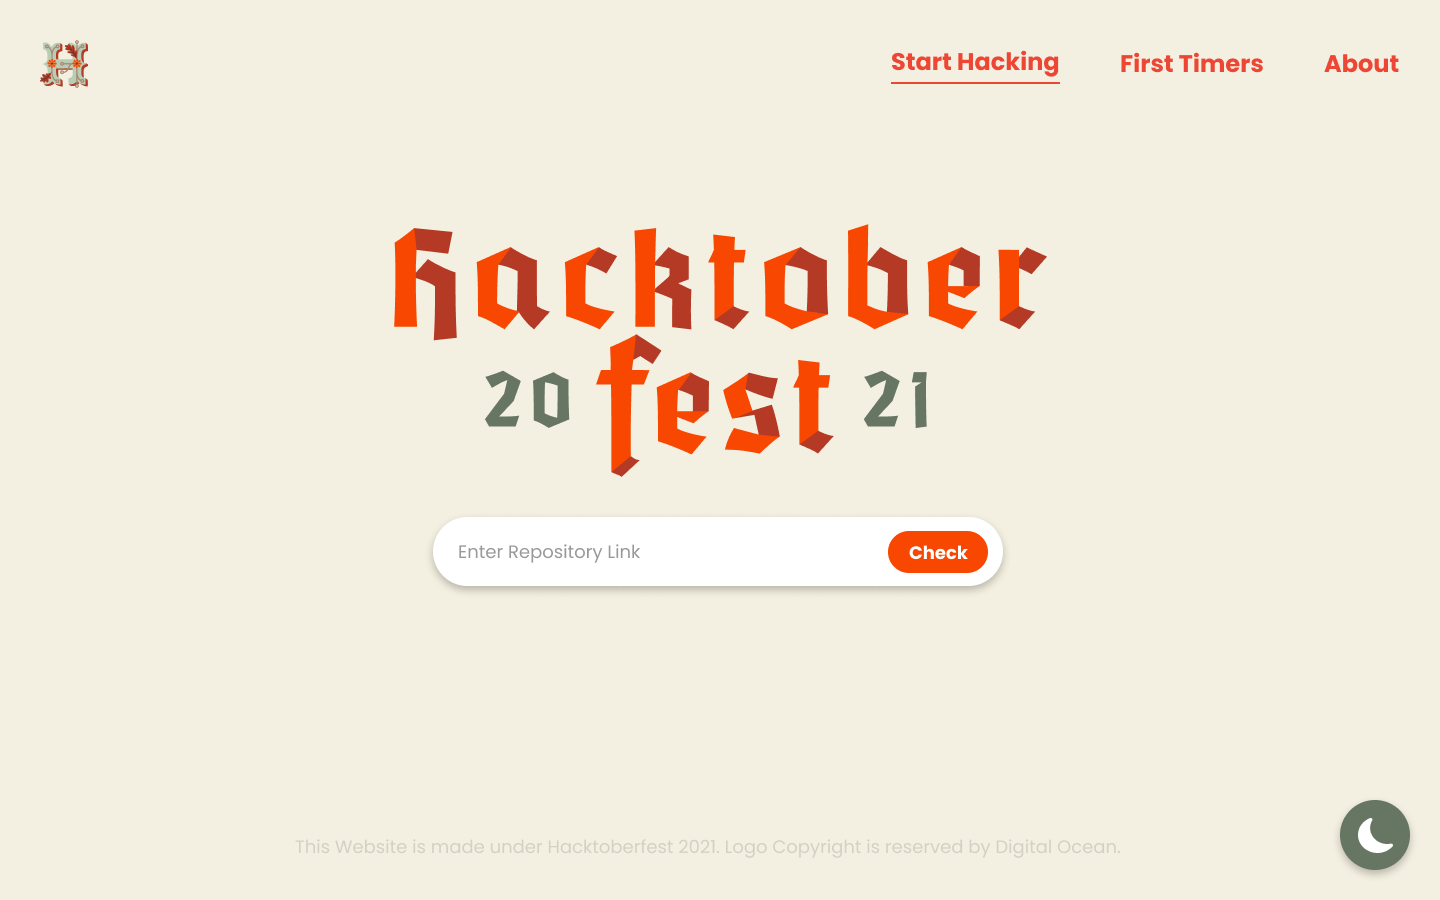 H
Start Hacking
First Timers
About
hacktober
20 fest 21
Enter Repository Link
Check
This Website is made under Hacktoberfest 2021. Logo Copyright is reserved by Digital Ocean.